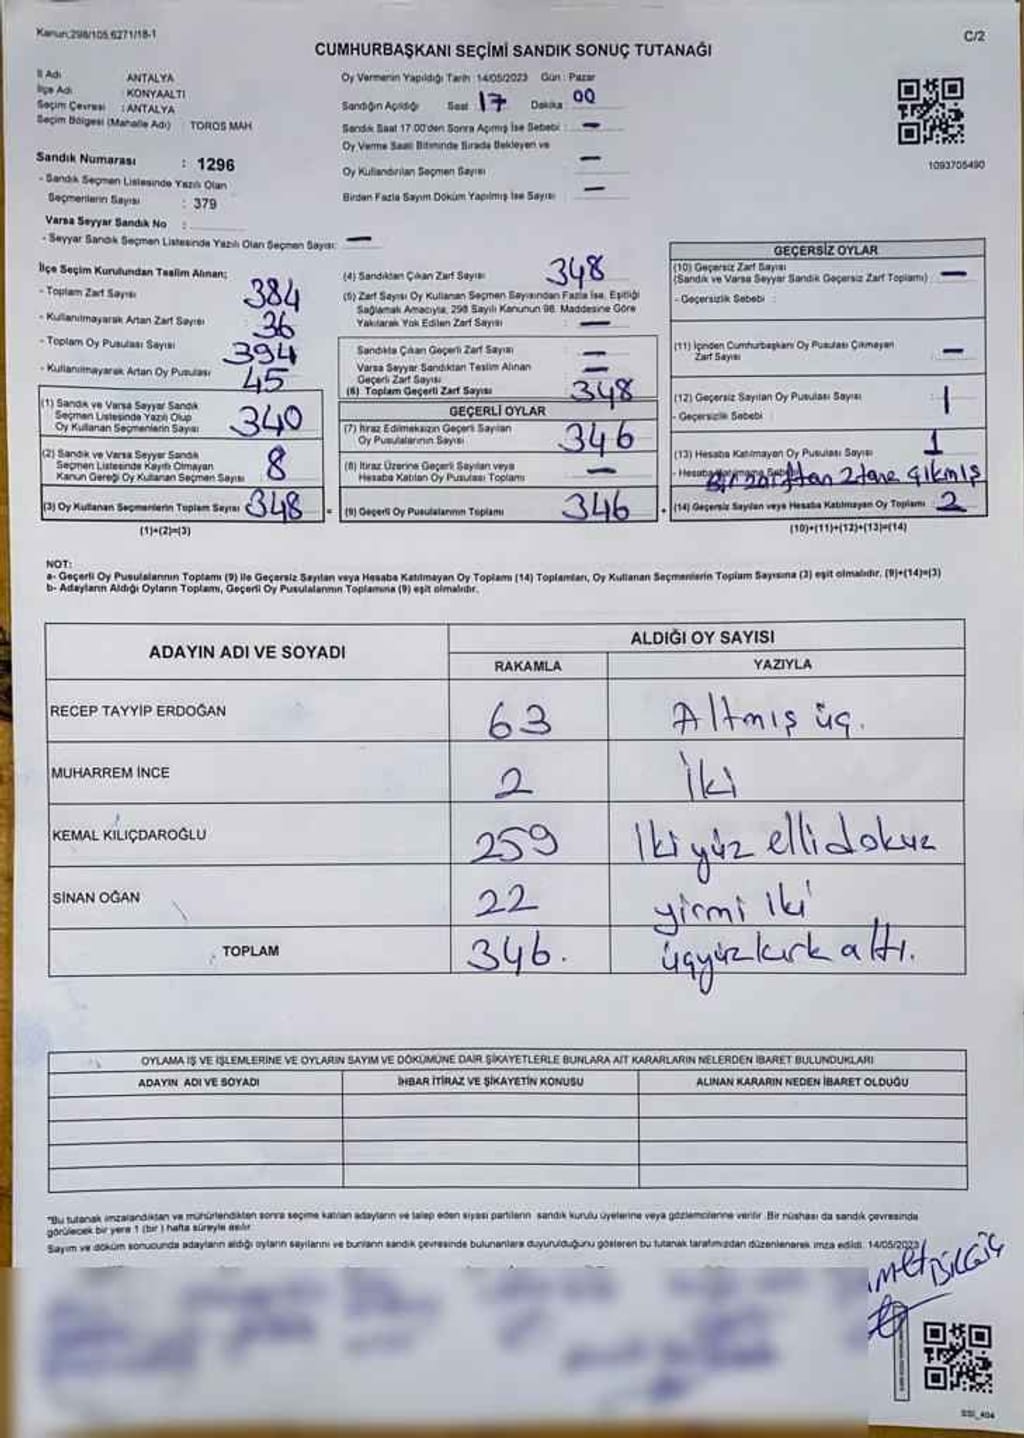 Kanun:298/105,6271/18-1
C/2
CUMHURBAŞKANI SEÇİMİ SANDIK SONUÇ TUTANAĞI
İl Adı ANTALYA
İlçe Adı : KONYAALTI
Seçim Çevresi : ANTALYA
Seçim Bölgesi (Mahalle Adı) : TOROS MAH
Sandık Numarası : 1296
- Sandık Seçmen Listesinde Yazılı Olan
Seçmenlerin Sayısı : 379
Varsa Seyyar Sandık No :
- Seyyar Sandık Seçmen Listesinde Yazılı Olan Seçmen Sayısı: —
Oy Vermenin Yapıldığı Tarih : 14/05/2023 Gün : Pazar
Sandığın Açıldığı Saat 17 Dakika 00
Sandık Saat 17.00'den Sonra Açılmış İse Sebebi : —
Oy Verme Saati Bitiminde Sırada Bekleyen ve
Oy Kullandırılan Seçmen Sayısı —
Birden Fazla Sayım Döküm Yapılmış İse Sayısı —
1093705490
İlçe Seçim Kurulundan Teslim Alınan;
- Toplam Zarf Sayısı 384
- Kullanılmayarak Artan Zarf Sayısı 36
- Toplam Oy Pusulası Sayısı 394
- Kullanılmayarak Artan Oy Pusulası 45
(1) Sandık ve Varsa Seyyar Sandık
Seçmen Listesinde Yazılı Olup
Oy Kullanan Seçmenlerin Sayısı 340
(2) Sandık ve Varsa Seyyar Sandık
Seçmen Listesinde Kayıtlı Olmayan
Kanun Gereği Oy Kullanan Seçmen Sayısı 8
(3) Oy Kullanan Seçmenlerin Toplam Sayısı 348 =
(1)+(2)=(3)
(4) Sandıktan Çıkan Zarf Sayısı 348
(5) Zarf Sayısı Oy Kullanan Seçmen Sayısından Fazla İse, Eşitliği
Sağlamak Amacıyla, 298 Sayılı Kanunun 98. Maddesine Göre
Yakılarak Yok Edilen Zarf Sayısı : —
Sandıkta Çıkan Geçerli Zarf Sayısı —
Varsa Seyyar Sandıktan Teslim Alınan
Geçerli Zarf Sayısı —
(6) Toplam Geçerli Zarf Sayısı 348
GEÇERLİ OYLAR
(7) İtiraz Edilmeksizin Geçerli Sayılan
Oy Pusulalarının Sayısı 346
(8) İtiraz Üzerine Geçerli Sayılan veya
Hesaba Katılan Oy Pusulası Toplamı —
(9) Geçerli Oy Pusulalarının Toplamı 346 +
GEÇERSİZ OYLAR
(10) Geçersiz Zarf Sayısı
(Sandık ve Varsa Seyyar Sandık Geçersiz Zarf Toplamı) : —
- Geçersizlik Sebebi :
(11) İçinden Cumhurbaşkanı Oy Pusulası Çıkmayan
Zarf Sayısı —
(12) Geçersiz Sayılan Oy Pusulası Sayısı 1
- Geçersizlik Sebebi :
(13) Hesaba Katılmayan Oy Pusulası Sayısı 1
- Hesaba Katılmama Sebebi Bir zarftan 2 tane çıkmış
(14) Geçersiz Sayılan veya Hesaba Katılmayan Oy Toplamı : 2
(10)+(11)+(12)+(13)=(14)
NOT:
a- Geçerli Oy Pusulalarının Toplamı (9) ile Geçersiz Sayılan veya Hesaba Katılmayan Oy Toplamı (14) Toplamları, Oy Kullanan Seçmenlerin Toplam Sayısına (3) eşit olmalıdır. (9)+(14)=(3)
b- Adayların Aldığı Oyların Toplamı, Geçerli Oy Pusulalarının Toplamına (9) eşit olmalıdır.
ADAYIN ADI VE SOYADI
ALDIĞI OY SAYISI
RAKAMLA YAZIYLA
RECEP TAYYİP ERDOĞAN 63 Altmış üç.
MUHARREM İNCE 2 İki
KEMAL KILIÇDAROĞLU 259 İkiyüz elli dokuz
SİNAN OĞAN 22 yirmi iki
TOPLAM 346. üçyüzkırk altı.
OYLAMA İŞ VE İŞLEMLERİNE VE OYLARIN SAYIM VE DÖKÜMÜNE DAİR ŞİKAYETLERLE BUNLARA AİT KARARLARIN NELERDEN İBARET BULUNDUKLARI
ADAYIN ADI VE SOYADI İHBAR İTİRAZ VE ŞİKAYETİN KONUSU ALINAN KARARIN NEDEN İBARET OLDUĞU
*Bu tutanak imzalandıktan ve mühürlendikten sonra seçime katılan adayların ve talep eden siyasi partilerin sandık kurulu üyelerine veya gözlemcilerine verilir. Bir nüshası da sandık çevresinde
görülecek bir yere 1 (bir) hafta süreyle asılır
Sayım ve döküm sonucunda adayların aldığı oyların sayılarını ve bunların sandık çevresinde bulunanlara duyurulduğunu gösteren bu tutanak tarafımızdan düzenlenerek imza edildi. 14/05/2023
BİLGİÇ
SSI_404